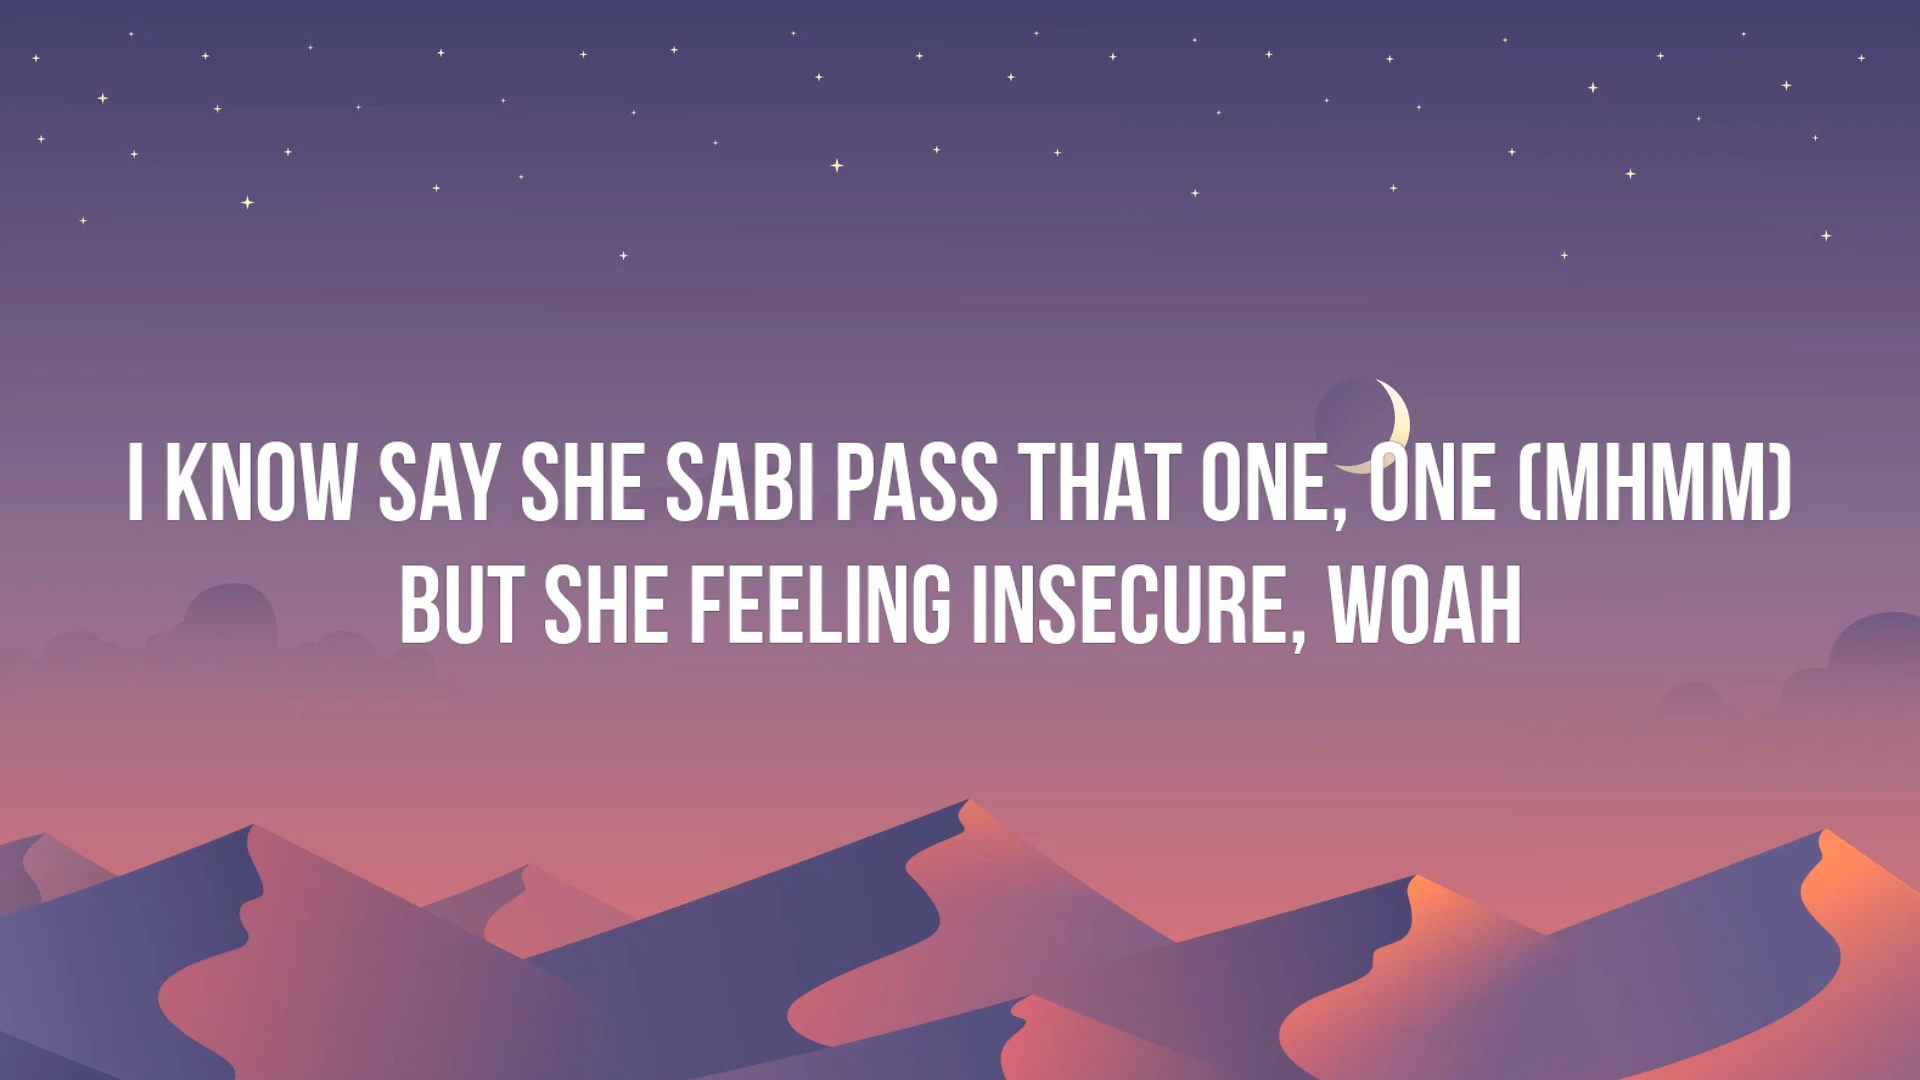 I KNOW SAY SHE SABI PASS THAT ONE, ONE (MHMM)
BUT SHE FEELING INSECURE, WOAH